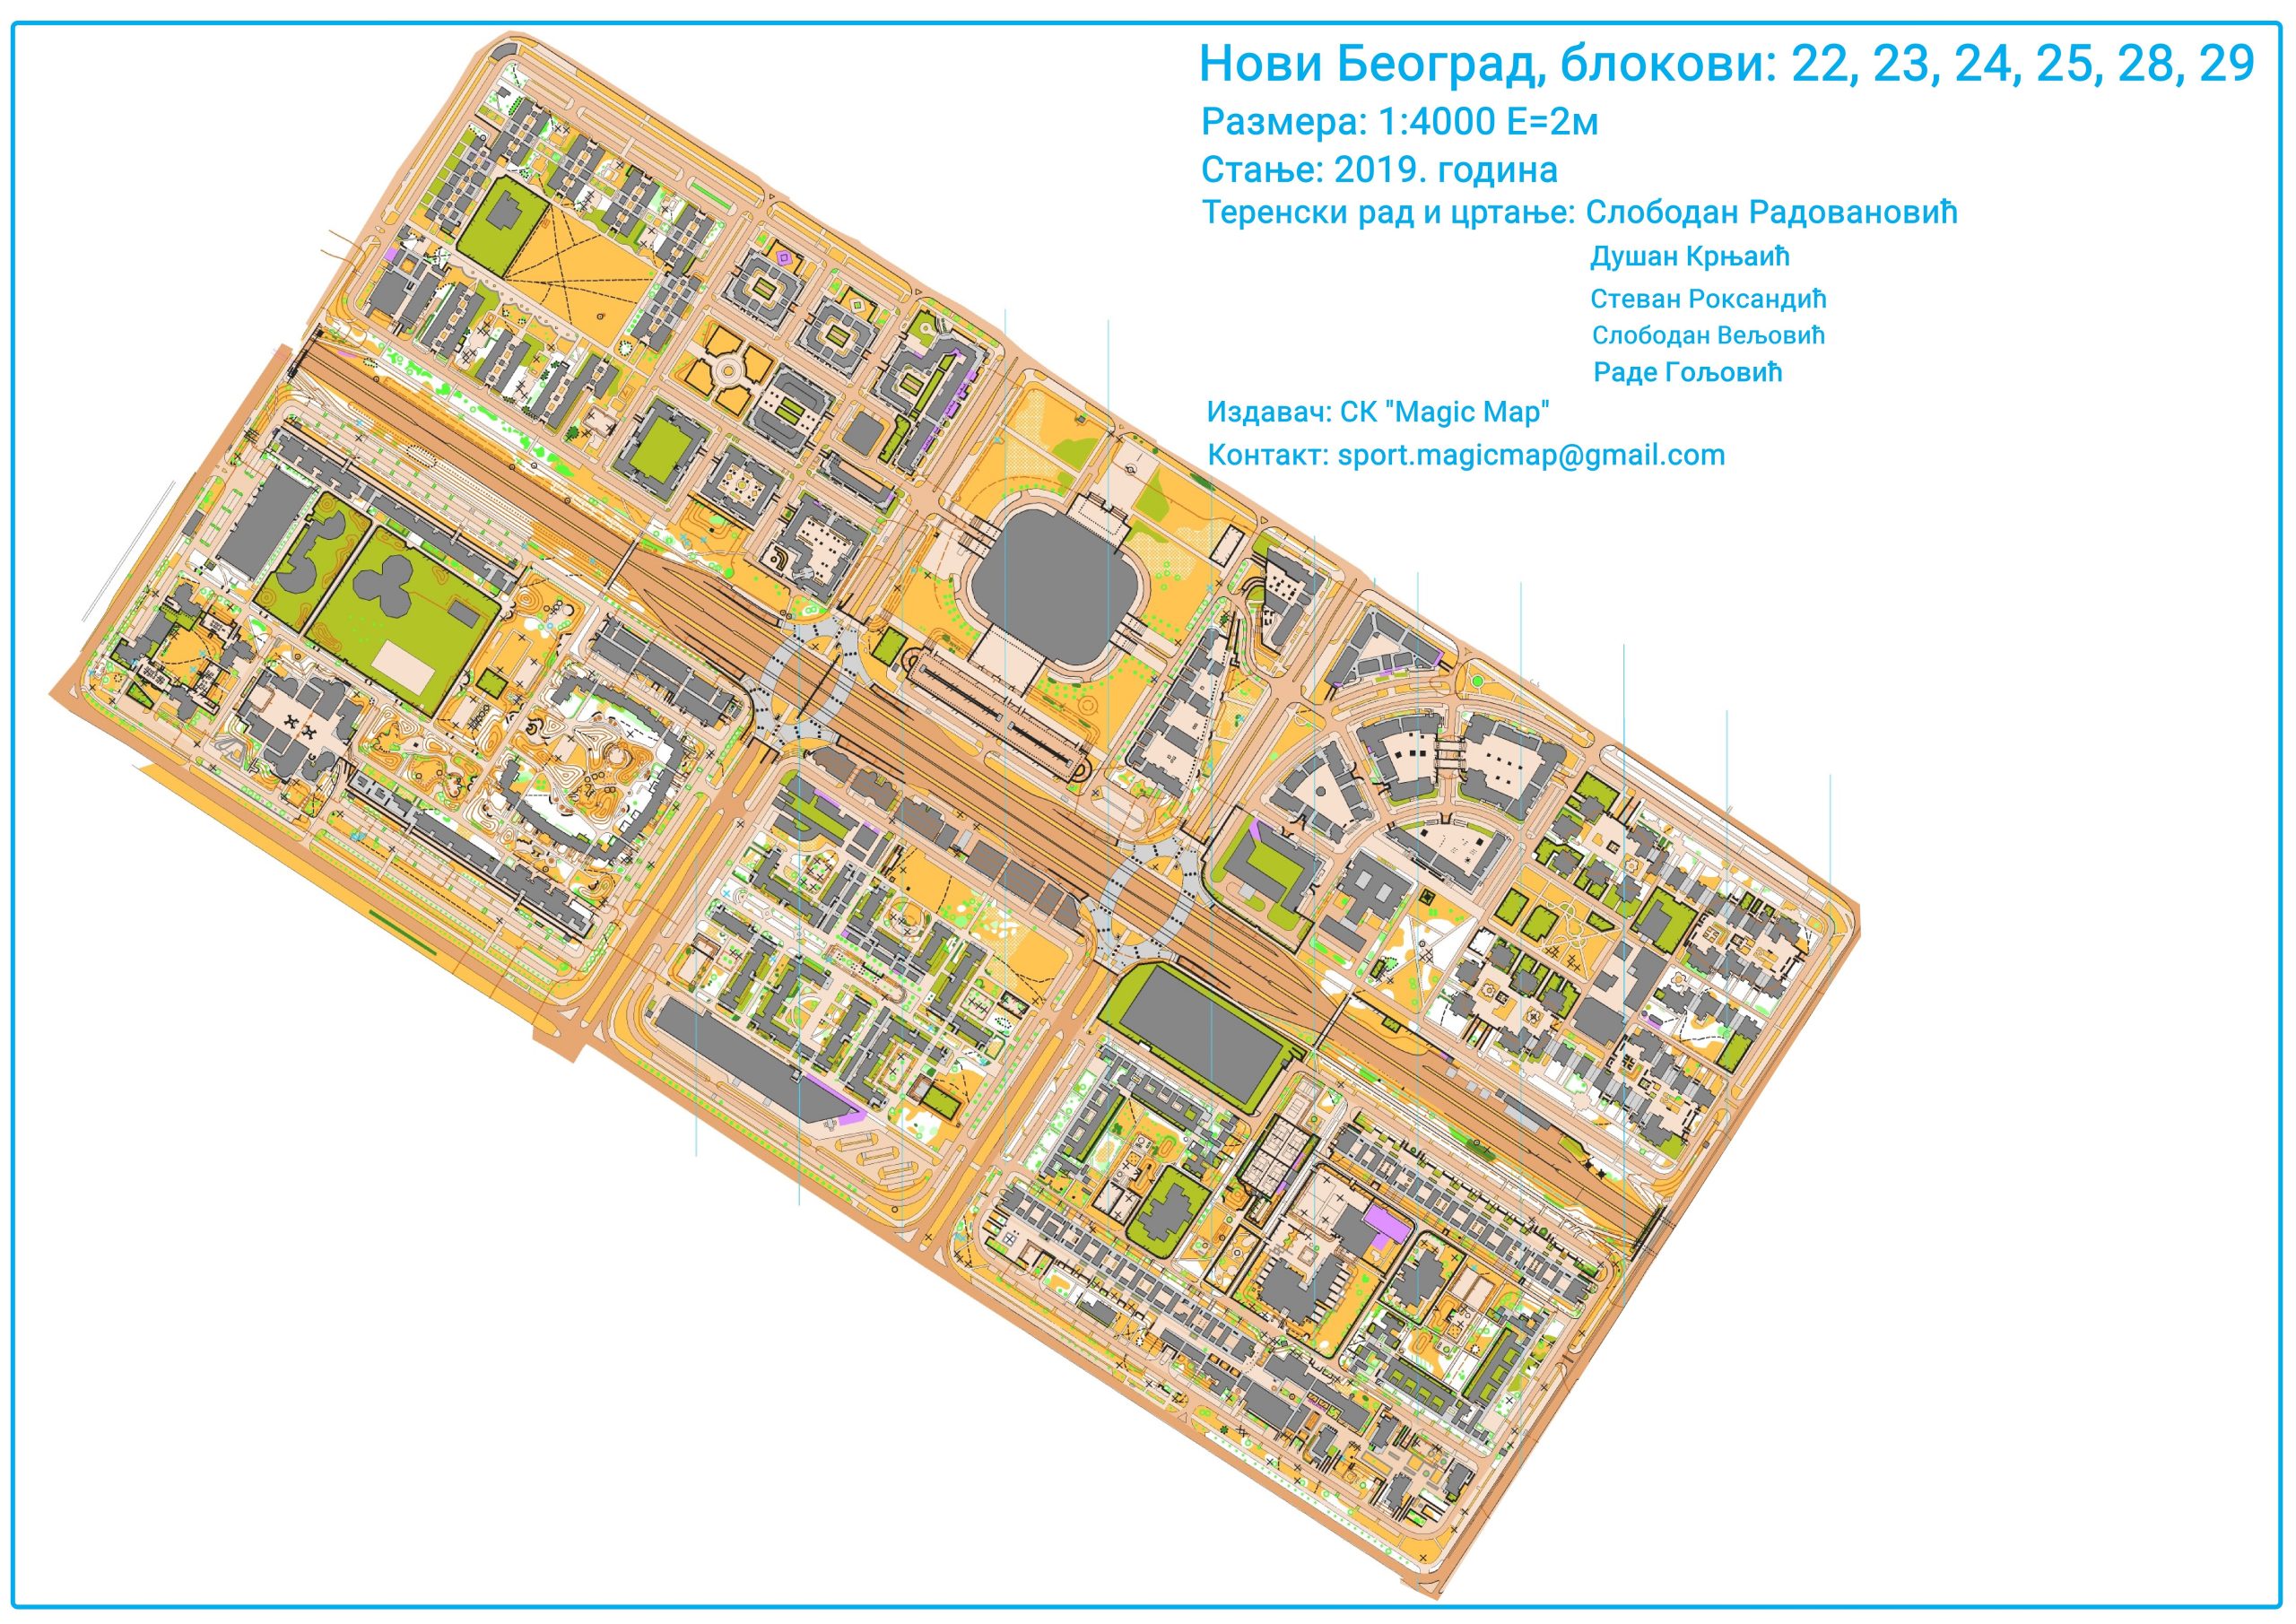 Нови Београд, блокови: 22, 23, 24, 25, 28, 29
Размера: 1:4000 Е=2м
Стање: 2019. година
Теренски рад и цртање: Слободан Радовановић
Душан Крњаић
Стеван Роксандић
Слободан Вељовић
Раде Гољовић
Издавач: СК "Magic Map"
Контакт: sport.magicmap@gmail.com